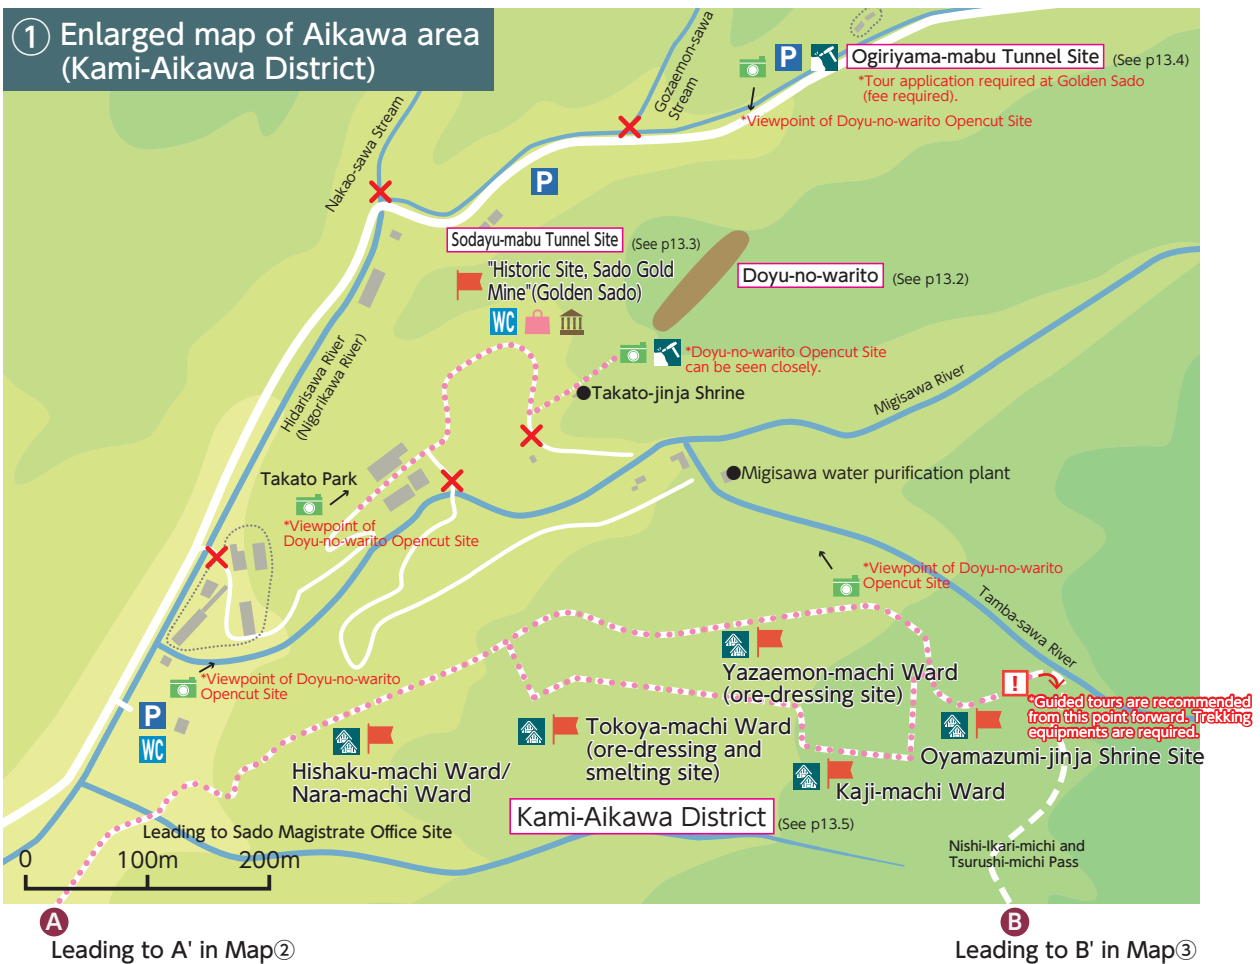 ① Enlarged map of Aikawa area
(Kami-Aikawa District)
Gozaemon-sawa
Stream
P
Ogiriyama-mabu Tunnel Site (See p13.4)
*Tour application required at Golden Sado
(fee required).
*Viewpoint of Doyu-no-warito Opencut Site
Nakao-sawa Stream
P
Sodayu-mabu Tunnel Site (See p13.3)
"Historic Site, Sado Gold
Mine"(Golden Sado)
WC
Doyu-no-warito (See p13.2)
*Doyu-no-warito Opencut Site
can be seen closely.
Takato-jinja Shrine
Hidarisawa River
(Nigorikawa River)
Migisawa River
Takato Park
*Viewpoint of
Doyu-no-warito Opencut Site
Migisawa water purification plant
*Viewpoint of Doyu-no-warito
Opencut Site
Tamba-sawa River
*Viewpoint of Doyu-no-warito
Opencut Site
P
WC
Yazaemon-machi Ward
(ore-dressing site)
!
*Guided tours are recommended
from this point forward. Trekking
equipments are required.
Hishaku-machi Ward/
Nara-machi Ward
Tokoya-machi Ward
(ore-dressing and
smelting site)
Oyamazumi-jinja Shrine Site
Kaji-machi Ward
Kami-Aikawa District (See p13.5)
Leading to Sado Magistrate Office Site
0 100m 200m
Nishi-Ikari-michi and
Tsurushi-michi Pass
A
Leading to A' in Map②
B
Leading to B' in Map③